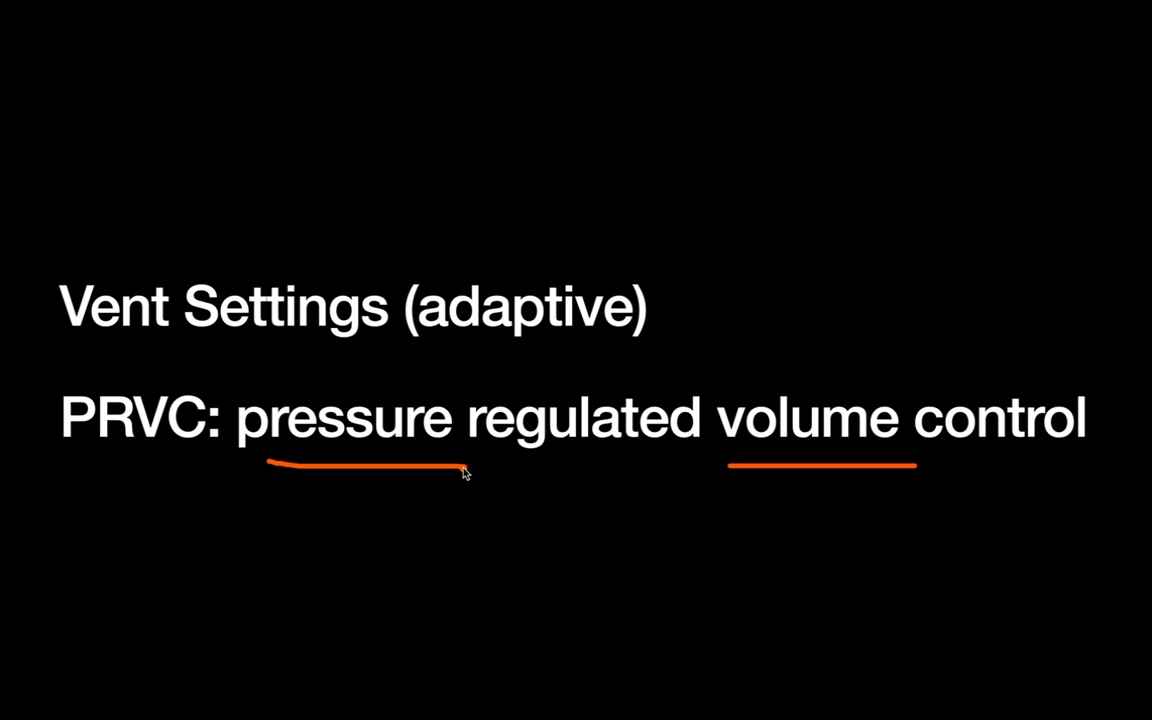 Vent Settings (adaptive)
PRVC: pressure regulated volume control